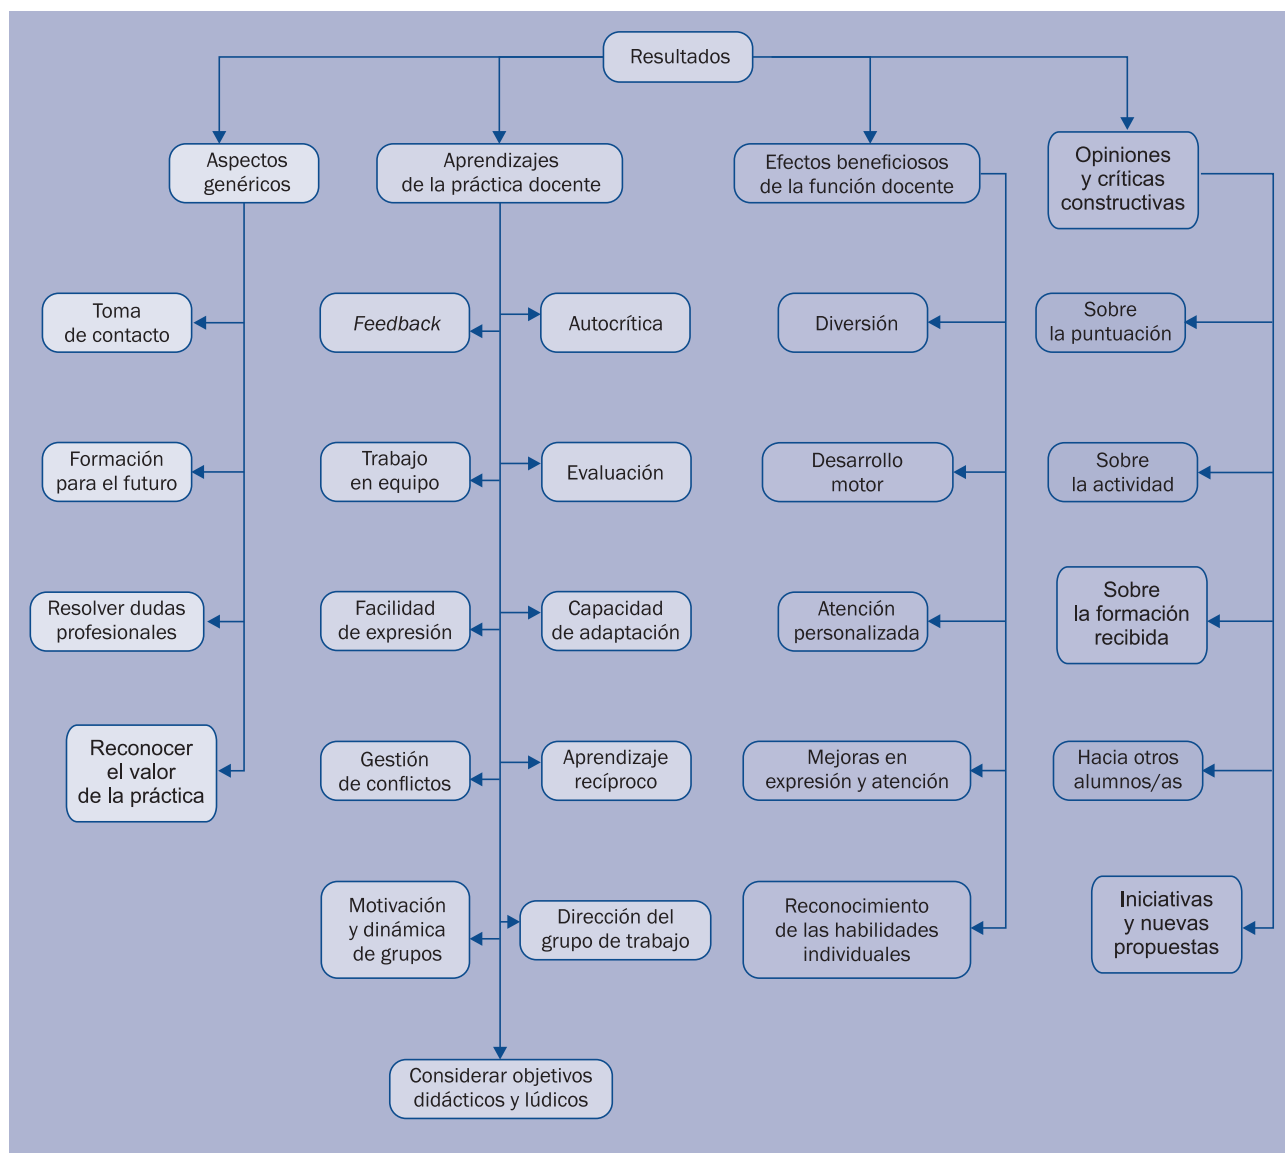 Resultados
Aspectos
genéricos
Aprendizajes
de la práctica docente
Efectos beneficiosos
de la función docente
Opiniones
y críticas
constructivas
Toma
de contacto
Feedback
Autocrítica
Diversión
Sobre
la puntuación
Formación
para el futuro
Trabajo
en equipo
Evaluación
Desarrollo
motor
Sobre
la actividad
Resolver dudas
profesionales
Facilidad
de expresión
Capacidad
de adaptación
Atención
personalizada
Sobre
la formación
recibida
Reconocer
el valor
de la práctica
Gestión
de conflictos
Aprendizaje
recíproco
Mejoras en
expresión y atención
Hacia otros
alumnos/as
Motivación
y dinámica
de grupos
Dirección del
grupo de trabajo
Reconocimiento
de las habilidades
individuales
Iniciativas
y nuevas
propuestas
Considerar objetivos
didácticos y lúdicos